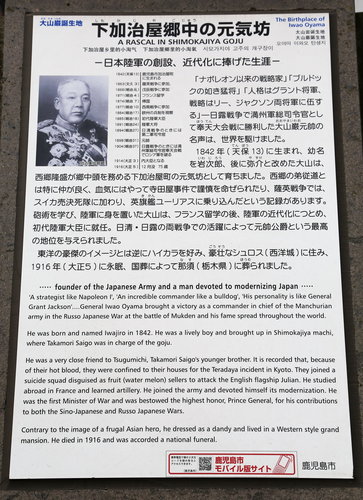 大山巌誕生地
下加治屋郷中の元気坊
A RASCAL IN SHIMOKAJIYA GOJU
The Birthplace of
Iwao Oyama
大山巌诞生地
大山巖誕生地
오야마 이와오 탄생지
―日本陸軍の創設、近代化に捧げた生涯―
「ナポレオン以来の戦略家」「ブルドッ
クの如き猛将」「人格はグラント将軍、
戦略はリー、ジャクソン両将軍に伍す
る」―日露戦争で満州軍総司令官とし
て奉天大会戦に勝利した大山巌元帥の
名声は、世界を駆けました。
1842年(天保13)に生まれ、幼名
を岩次郎、後に弥介と改めた大山は、
西郷隆盛が郷中頭を務める下加治屋町の元気坊として育ちました。西郷の弟従道と
は特に仲が良く、血気にはやって寺田屋事件で謹慎を命ぜられたり、薩英戦争では、
スイカ売決死隊に加わり、英旗艦ユーリアスに乗り込んだという記録があります。
砲術を学び、陸軍に身を置いた大山は、フランス留学の後、陸軍の近代化につとめ、
初代陸軍大臣に就任。日清・日露の両戦争での活躍によって元帥公爵という最高
の地位を与えられました。
東洋の豪傑のイメージとは逆にハイカラを好み、豪壮なシュロス(西洋城)に住み、
1916年(大正5)に永眠、国葬によって那須(栃木県)に葬られました。
..... founder of the Japanese Army and a man devoted to modernizing Japan .....
'A strategist like Napoleon I', 'An incredible commander like a bulldog', 'His personality is like General
Grant Jackson'....General Iwao Oyama brought a victory as a commander in chief of the Manchurian
army in the Russo Japanese War at the battle of Mukden and his fame spread throughout the world.
He was born and named Iwajiro in 1842. He was a lively boy and brought up in Shimokajiya machi,
where Takamori Saigo was in charge of the goju.
He was a very close friend to Tsugumichi, Takamori Saigo's younger brother. It is recorded that, because
of their hot blood, they were confined to their houses for the Teradaya incident in Kyoto. They joined a
suicide squad disguised as fruit (water melon) sellers to attack the English flagship Julian. He studied
abroad in France and learned artillery. He joined the army and devoted himself its modernization. He
was the first Minister of War and was bestowed the highest honor, Prince General, for his contributions
to both the Sino-Japanese and Russo Japanese Wars.
Contrary to the image of a frugal Asian hero, he dressed as a dandy and lived in a Western style grand
mansion. He died in 1916 and was accorded a national funeral.
鹿児島市
モバイル版サイト
鹿児島市